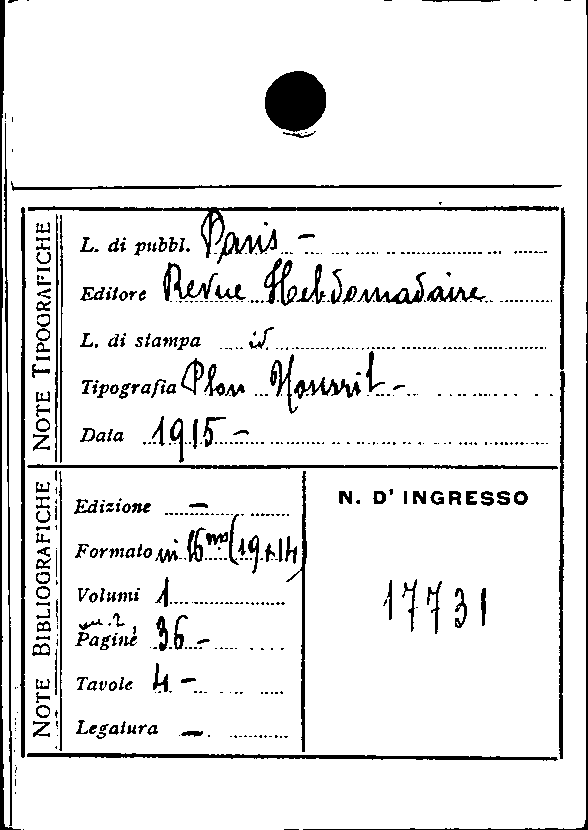 NOTE TIPOGRAFICHE
L. di pubbl. Paris -
Editore Revue Hebdomadaire
L. di stampa id
Tipografia Plon Nourrit -
Data 1915 -
NOTE BIBLIOGRAFICHE
Edizione -
Formato in 16mo (19x14)
Volumi 1
Pagine 36 -
Tavole 4 -
Legatura -
N. D' INGRESSO
17731